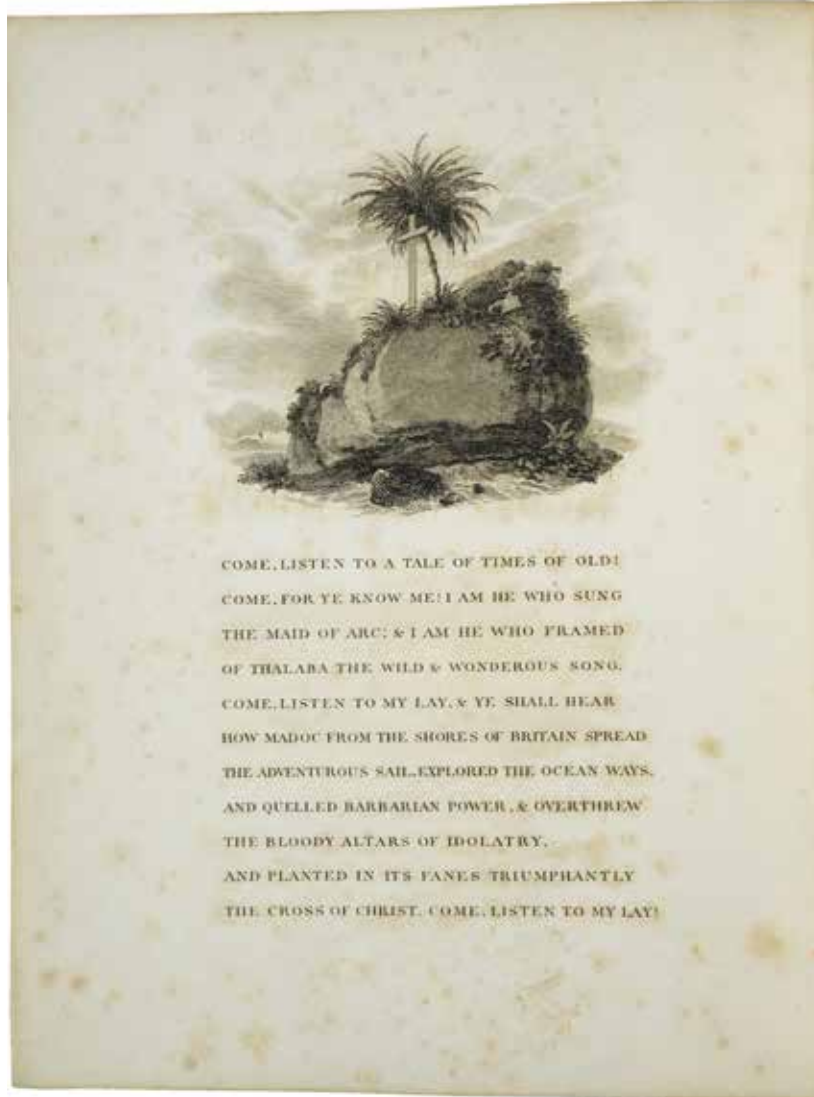 COME, LISTEN TO A TALE OF TIMES OF OLD!
COME, FOR YE KNOW ME! I AM HE WHO SUNG
THE MAID OF ARC; & I AM HE WHO FRAMED
OF THALABA THE WILD & WONDEROUS SONG.
COME, LISTEN TO MY LAY, & YE SHALL HEAR
HOW MADOC FROM THE SHORES OF BRITAIN SPREAD
THE ADVENTUROUS SAIL, EXPLORED THE OCEAN WAYS,
AND QUELLED BARBARIAN POWER, & OVERTHREW
THE BLOODY ALTARS OF IDOLATRY,
AND PLANTED IN ITS FANES TRIUMPHANTLY
THE CROSS OF CHRIST. COME, LISTEN TO MY LAY!